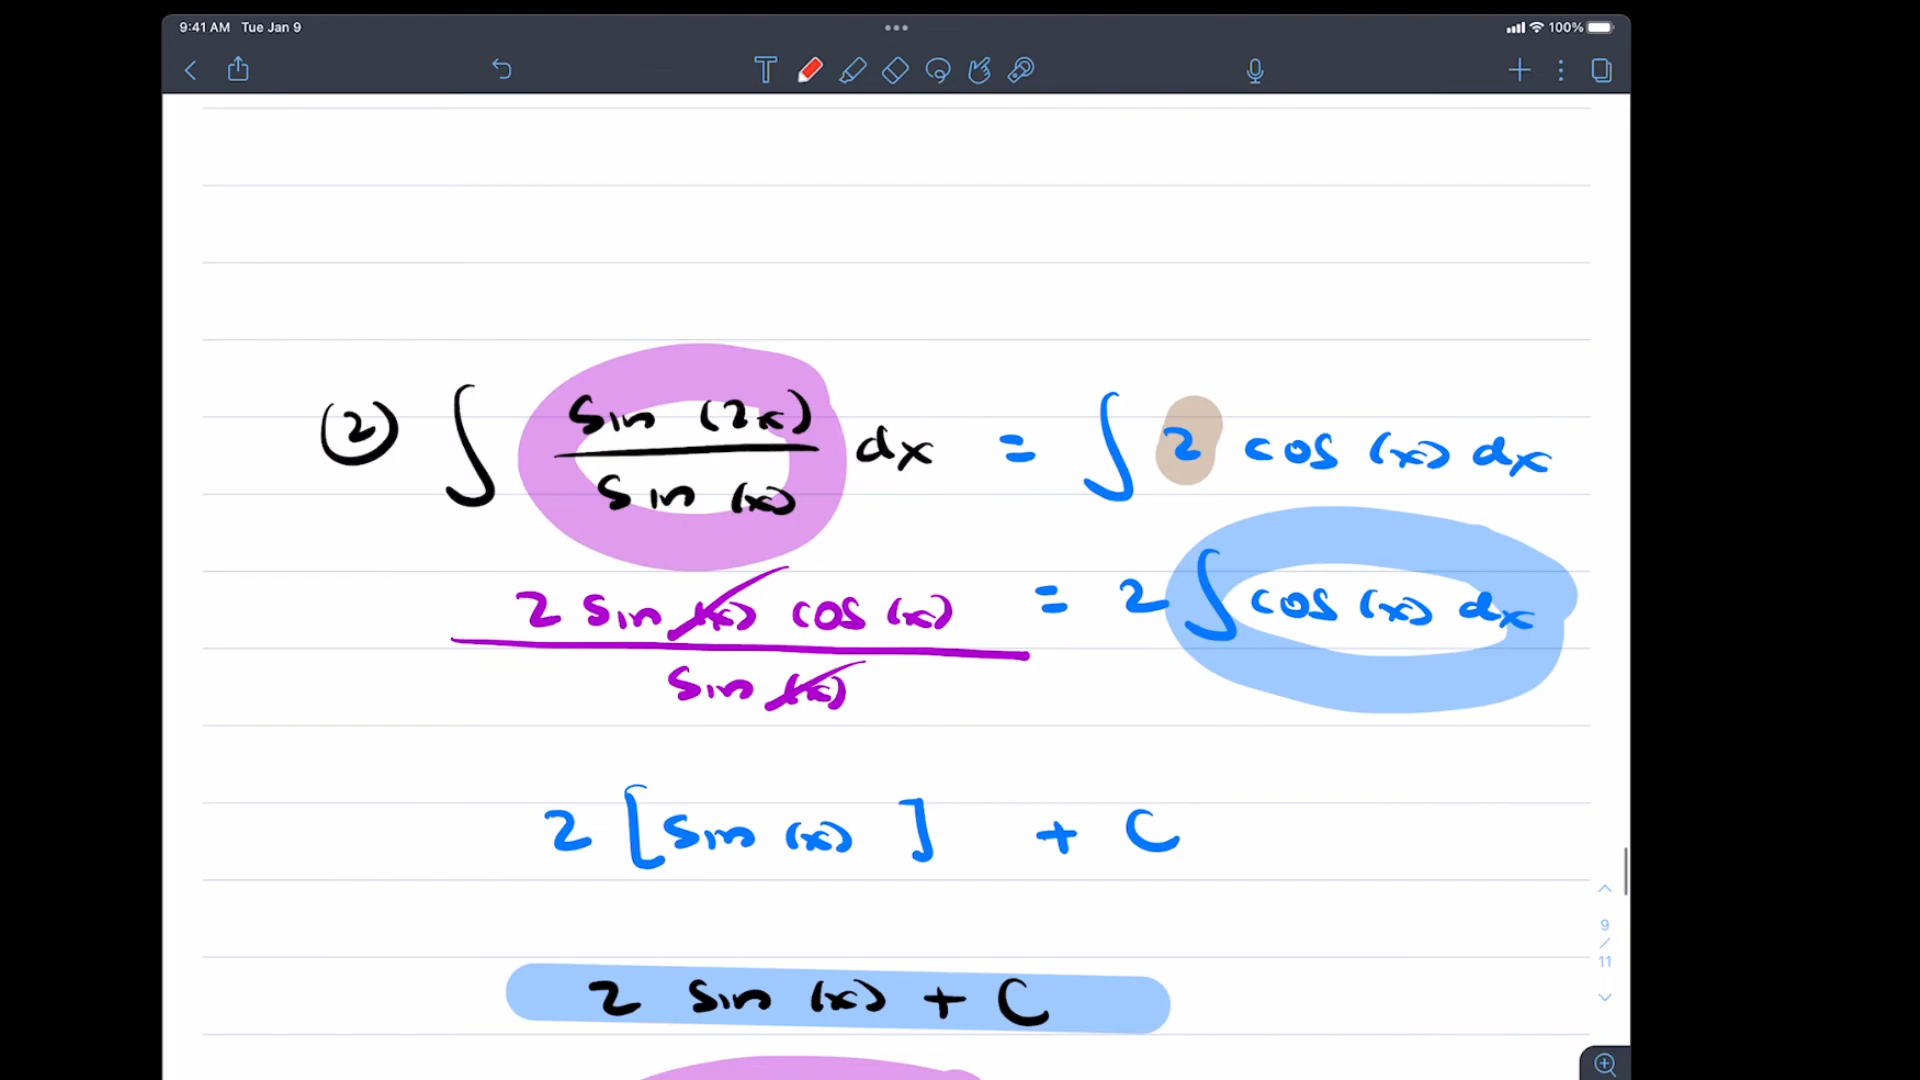 9:41 AM Tue Jan 9
100%
(2) ∫ sin (2x) / sin (x) dx = ∫ 2 cos (x) dx
2 sin (x) cos (x) / sin (x) = 2 ∫ cos (x) dx
2 [sin (x) ] + C
9
/
11
2 sin (x) + C